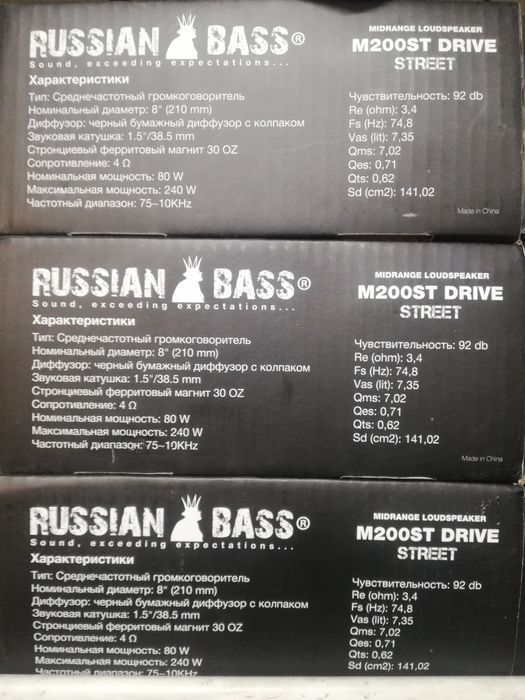 RUSSIAN BASS®
Sound, exceeding expectations...
Характеристики
Тип: Среднечастотный громкоговоритель
Номинальный диаметр: 8" (210 mm)
Диффузор: черный бумажный диффузор с колпаком
Звуковая катушка: 1.5"/38.5 mm
Стронциевый ферритовый магнит 30 OZ
Сопротивление: 4 Ω
Номинальная мощность: 80 W
Максимальная мощность: 240 W
Частотный диапазон: 75~10KHz
MIDRANGE LOUDSPEAKER
M200ST DRIVE
STREET
Чувствительность: 92 db
Re (ohm): 3,4
Fs (Hz): 74,8
Vas (lit): 7,35
Qms: 7,02
Qes: 0,71
Qts: 0,62
Sd (cm2): 141,02
Made in China
RUSSIAN BASS®
Sound, exceeding expectations...
Характеристики
Тип: Среднечастотный громкоговоритель
Номинальный диаметр: 8" (210 mm)
Диффузор: черный бумажный диффузор с колпаком
Звуковая катушка: 1.5"/38.5 mm
Стронциевый ферритовый магнит 30 OZ
Сопротивление: 4 Ω
Номинальная мощность: 80 W
Максимальная мощность: 240 W
Частотный диапазон: 75~10KHz
MIDRANGE LOUDSPEAKER
M200ST DRIVE
STREET
Чувствительность: 92 db
Re (ohm): 3,4
Fs (Hz): 74,8
Vas (lit): 7,35
Qms: 7,02
Qes: 0,71
Qts: 0,62
Sd (cm2): 141,02
Made in China
RUSSIAN BASS®
Sound, exceeding expectations...
Характеристики
Тип: Среднечастотный громкоговоритель
Номинальный диаметр: 8" (210 mm)
Диффузор: черный бумажный диффузор с колпаком
Звуковая катушка: 1.5"/38.5 mm
Стронциевый ферритовый магнит 30 OZ
Сопротивление: 4 Ω
Номинальная мощность: 80 W
Максимальная мощность: 240 W
Частотный диапазон: 75~10KHz
MIDRANGE LOUDSPEAKER
M200ST DRIVE
STREET
Чувствительность: 92 db
Re (ohm): 3,4
Fs (Hz): 74,8
Vas (lit): 7,35
Qms: 7,02
Qes: 0,71
Qts: 0,62
Sd (cm2): 141,02